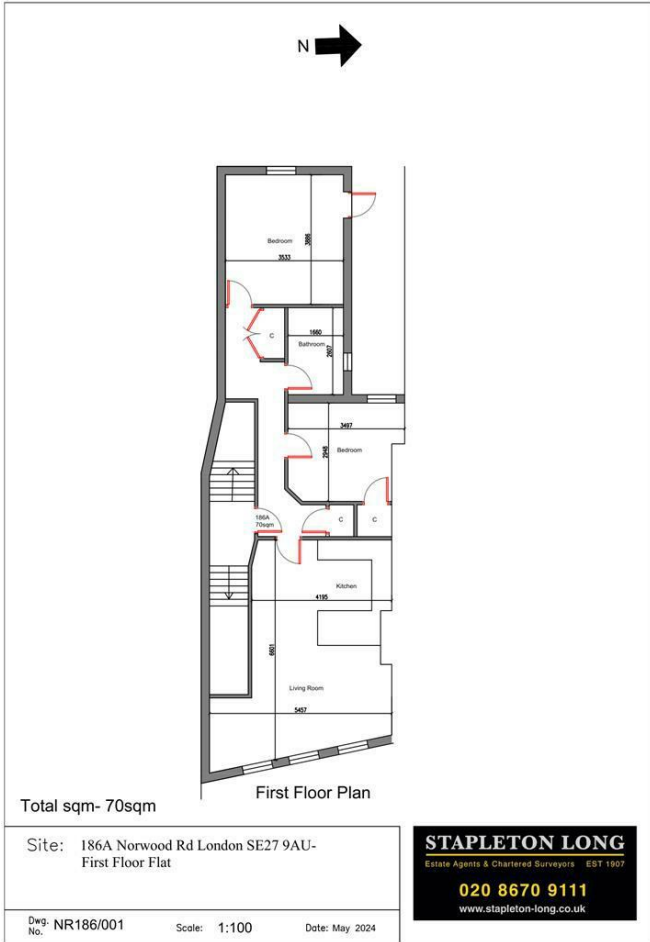 N
Bedroom
3886
3533
C
1660
Bathroom
2607
3497
2948
Bedroom
186A
70sqm
C
C
Kitchen
4195
6601
Living Room
5457
First Floor Plan
Total sqm- 70sqm
Site: 186A Norwood Rd London SE27 9AU-
First Floor Flat
Dwg. No. NR186/001 Scale: 1:100 Date: May 2024
STAPLETON LONG
Estate Agents & Chartered Surveyors EST 1907
020 8670 9111
www.stapleton-long.co.uk